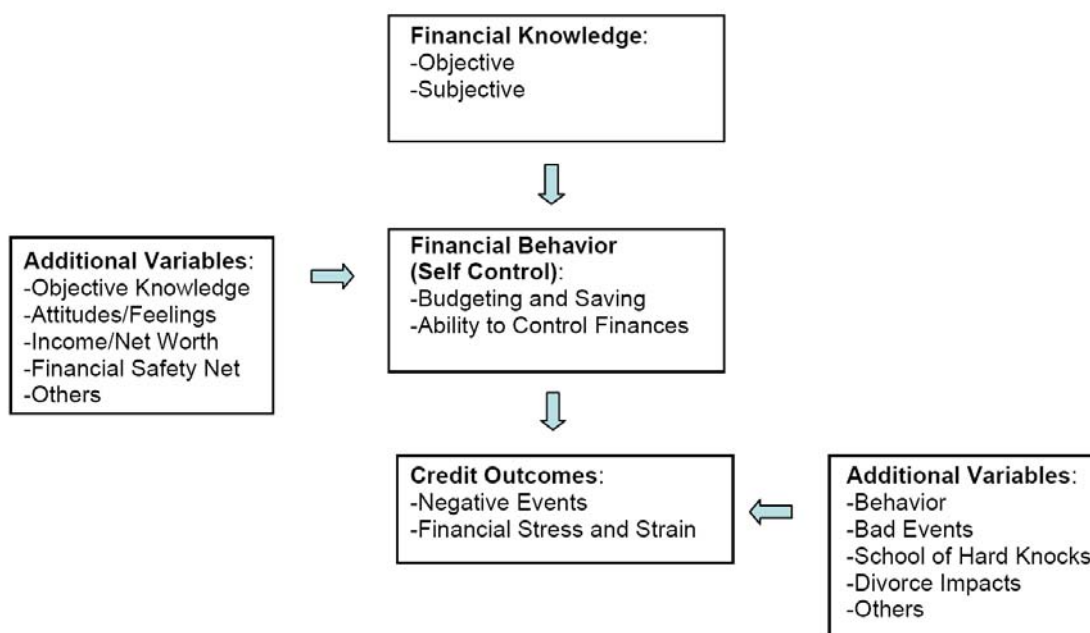 Financial Knowledge:
-Objective
-Subjective
Additional Variables:
-Objective Knowledge
-Attitudes/Feelings
-Income/Net Worth
-Financial Safety Net
-Others
Financial Behavior
(Self Control):
-Budgeting and Saving
-Ability to Control Finances
Credit Outcomes:
-Negative Events
-Financial Stress and Strain
Additional Variables:
-Behavior
-Bad Events
-School of Hard Knocks
-Divorce Impacts
-Others